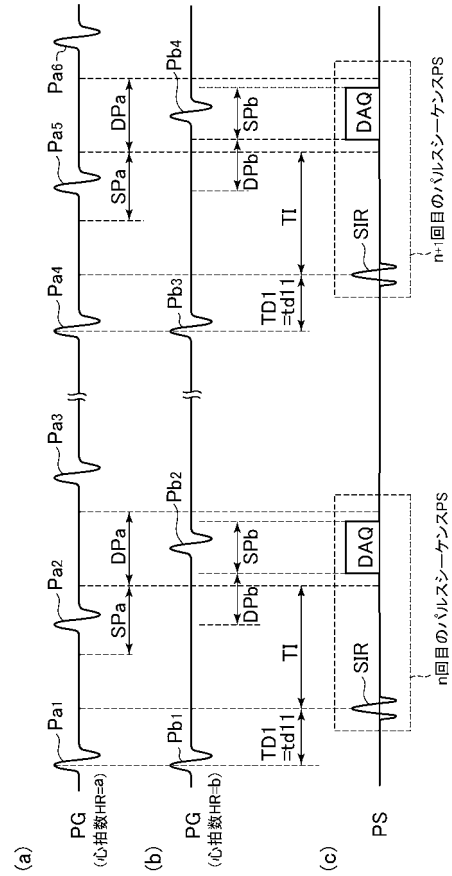 (a)
PG
(心拍数HR=a)
Pa1
Pa2
Pa3
Pa4
Pa5
Pa6
SPa
DPa
SPa
DPa
(b)
PG
(心拍数HR=b)
Pb1
Pb2
Pb3
Pb4
DPb
SPb
DPb
SPb
(c)
TD1
=td11
TI
TD1
=td11
TI
PS
SIR
DAQ
SIR
DAQ
n回目のパルスシーケンスPS
n+1回目のパルスシーケンスPS